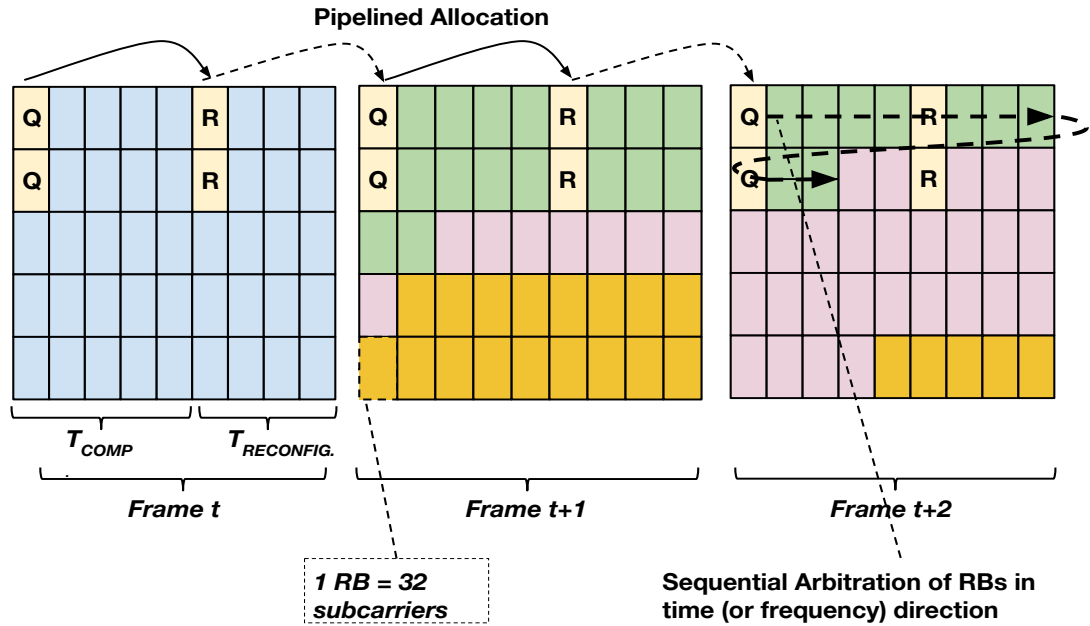 Pipelined Allocation
Q R Q R Q R
Q R Q R Q R
T_COMP T_RECONFIG.
Frame t Frame t+1 Frame t+2
1 RB = 32
subcarriers
Sequential Arbitration of RBs in
time (or frequency) direction